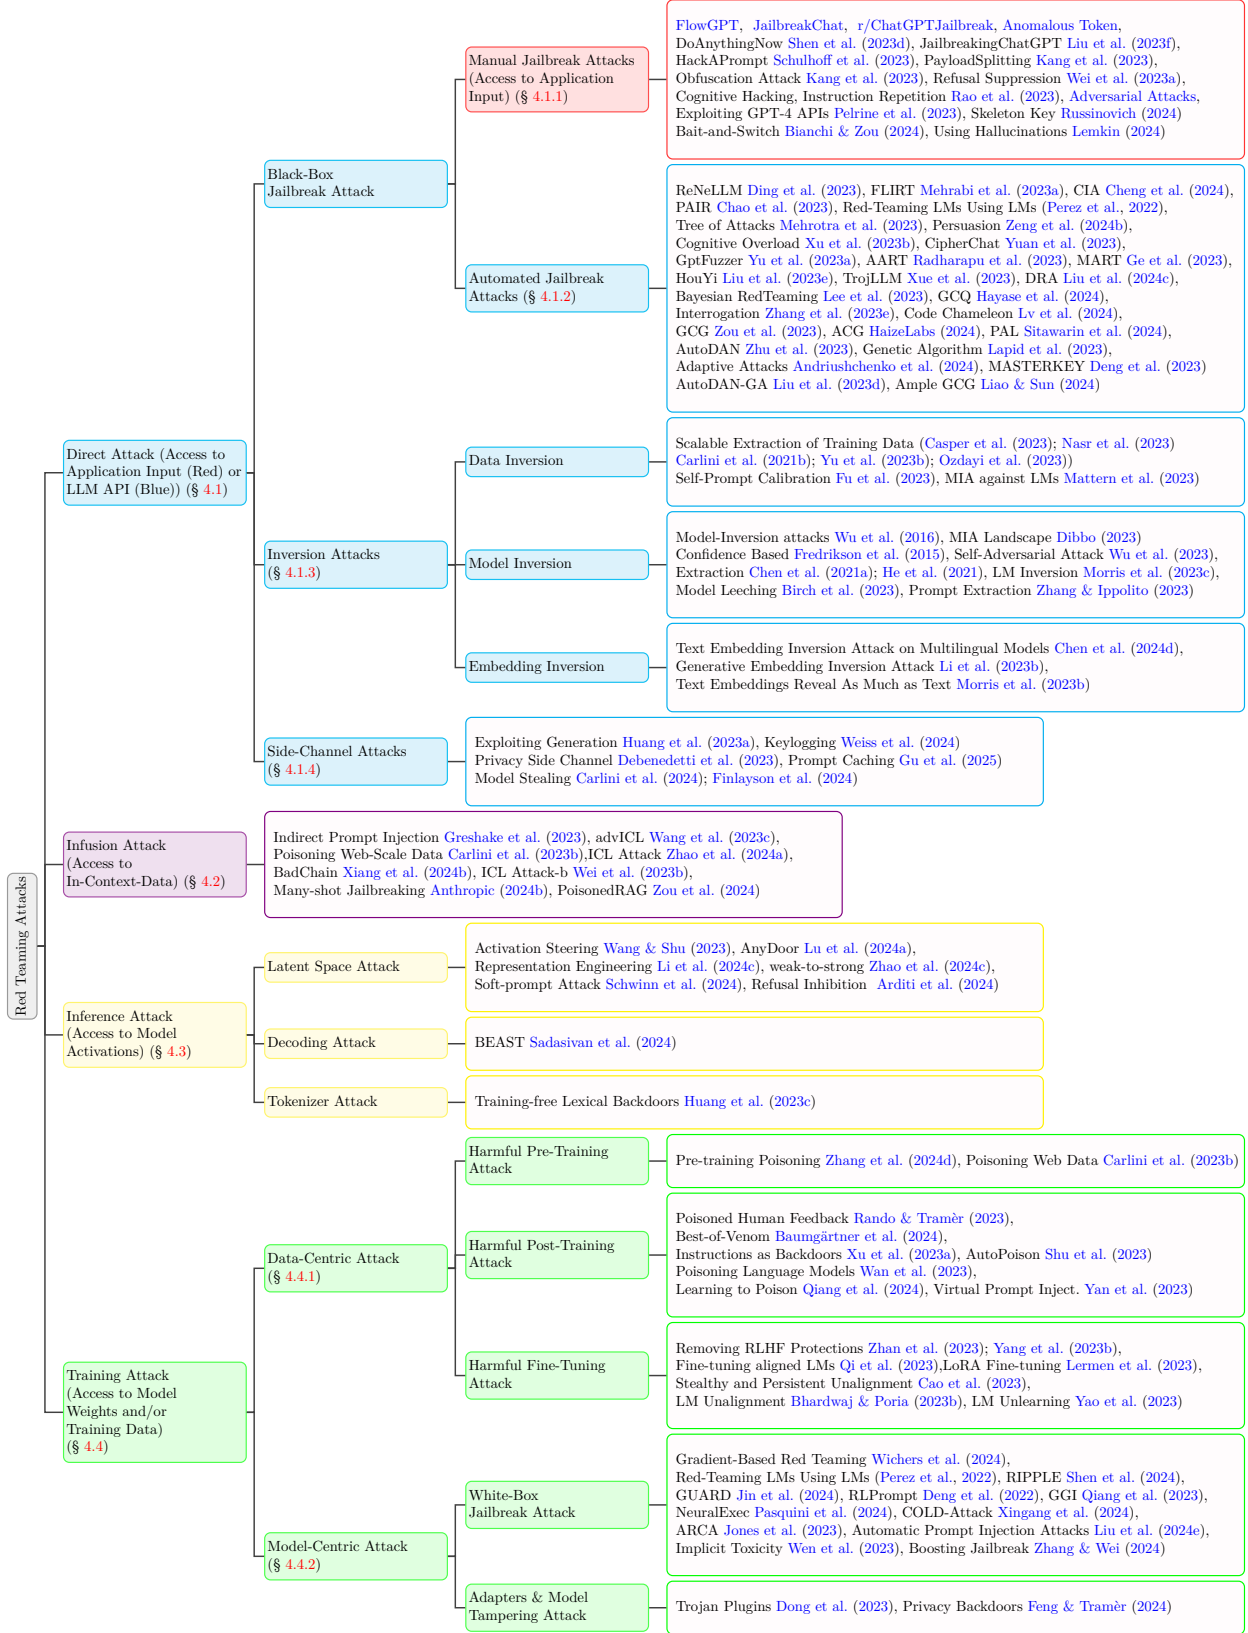 Red Teaming Attacks
Direct Attack (Access to
Application Input (Red) or
LLM API (Blue)) (§ 4.1)
Black-Box
Jailbreak Attack
Manual Jailbreak Attacks
(Access to Application
Input) (§ 4.1.1)
FlowGPT, JailbreakChat, r/ChatGPTJailbreak, Anomalous Token,
DoAnythingNow Shen et al. (2023d), JailbreakingChatGPT Liu et al. (2023f),
HackAPrompt Schulhoff et al. (2023), PayloadSplitting Kang et al. (2023),
Obfuscation Attack Kang et al. (2023), Refusal Suppression Wei et al. (2023a),
Cognitive Hacking, Instruction Repetition Rao et al. (2023), Adversarial Attacks,
Exploiting GPT-4 APIs Pelrine et al. (2023), Skeleton Key Russinovich (2024)
Bait-and-Switch Bianchi & Zou (2024), Using Hallucinations Lemkin (2024)
Automated Jailbreak
Attacks (§ 4.1.2)
ReNeLLM Ding et al. (2023), FLIRT Mehrabi et al. (2023a), CIA Cheng et al. (2024),
PAIR Chao et al. (2023), Red-Teaming LMs Using LMs (Perez et al., 2022),
Tree of Attacks Mehrotra et al. (2023), Persuasion Zeng et al. (2024b),
Cognitive Overload Xu et al. (2023b), CipherChat Yuan et al. (2023),
GptFuzzer Yu et al. (2023a), AART Radharapu et al. (2023), MART Ge et al. (2023),
HouYi Liu et al. (2023e), TrojLLM Xue et al. (2023), DRA Liu et al. (2024c),
Bayesian RedTeaming Lee et al. (2023), GCQ Hayase et al. (2024),
Interrogation Zhang et al. (2023e), Code Chameleon Lv et al. (2024),
GCG Zou et al. (2023), ACG HaizeLabs (2024), PAL Sitawarin et al. (2024),
AutoDAN Zhu et al. (2023), Genetic Algorithm Lapid et al. (2023),
Adaptive Attacks Andriushchenko et al. (2024), MASTERKEY Deng et al. (2023)
AutoDAN-GA Liu et al. (2023d), Ample GCG Liao & Sun (2024)
Inversion Attacks
(§ 4.1.3)
Data Inversion
Scalable Extraction of Training Data (Casper et al. (2023); Nasr et al. (2023)
Carlini et al. (2021b); Yu et al. (2023b); Ozdayi et al. (2023))
Self-Prompt Calibration Fu et al. (2023), MIA against LMs Mattern et al. (2023)
Model Inversion
Model-Inversion attacks Wu et al. (2016), MIA Landscape Dibbo (2023)
Confidence Based Fredrikson et al. (2015), Self-Adversarial Attack Wu et al. (2023),
Extraction Chen et al. (2021a); He et al. (2021), LM Inversion Morris et al. (2023c),
Model Leeching Birch et al. (2023), Prompt Extraction Zhang & Ippolito (2023)
Embedding Inversion
Text Embedding Inversion Attack on Multilingual Models Chen et al. (2024d),
Generative Embedding Inversion Attack Li et al. (2023b),
Text Embeddings Reveal As Much as Text Morris et al. (2023b)
Side-Channel Attacks
(§ 4.1.4)
Exploiting Generation Huang et al. (2023a), Keylogging Weiss et al. (2024)
Privacy Side Channel Debenedetti et al. (2023), Prompt Caching Gu et al. (2025)
Model Stealing Carlini et al. (2024); Finlayson et al. (2024)
Infusion Attack
(Access to
In-Context-Data) (§ 4.2)
Indirect Prompt Injection Greshake et al. (2023), advICL Wang et al. (2023c),
Poisoning Web-Scale Data Carlini et al. (2023b),ICL Attack Zhao et al. (2024a),
BadChain Xiang et al. (2024b), ICL Attack-b Wei et al. (2023b),
Many-shot Jailbreaking Anthropic (2024b), PoisonedRAG Zou et al. (2024)
Inference Attack
(Access to Model
Activations) (§ 4.3)
Latent Space Attack
Activation Steering Wang & Shu (2023), AnyDoor Lu et al. (2024a),
Representation Engineering Li et al. (2024c), weak-to-strong Zhao et al. (2024c),
Soft-prompt Attack Schwinn et al. (2024), Refusal Inhibition Arditi et al. (2024)
Decoding Attack
BEAST Sadasivan et al. (2024)
Tokenizer Attack
Training-free Lexical Backdoors Huang et al. (2023c)
Training Attack
(Access to Model
Weights and/or
Training Data)
(§ 4.4)
Data-Centric Attack
(§ 4.4.1)
Harmful Pre-Training
Attack
Pre-training Poisoning Zhang et al. (2024d), Poisoning Web Data Carlini et al. (2023b)
Harmful Post-Training
Attack
Poisoned Human Feedback Rando & Tramèr (2023),
Best-of-Venom Baumgärtner et al. (2024),
Instructions as Backdoors Xu et al. (2023a), AutoPoison Shu et al. (2023)
Poisoning Language Models Wan et al. (2023),
Learning to Poison Qiang et al. (2024), Virtual Prompt Inject. Yan et al. (2023)
Harmful Fine-Tuning
Attack
Removing RLHF Protections Zhan et al. (2023); Yang et al. (2023b),
Fine-tuning aligned LMs Qi et al. (2023),LoRA Fine-tuning Lermen et al. (2023),
Stealthy and Persistent Unalignment Cao et al. (2023),
LM Unalignment Bhardwaj & Poria (2023b), LM Unlearning Yao et al. (2023)
Model-Centric Attack
(§ 4.4.2)
White-Box
Jailbreak Attack
Gradient-Based Red Teaming Wichers et al. (2024),
Red-Teaming LMs Using LMs (Perez et al., 2022), RIPPLE Shen et al. (2024),
GUARD Jin et al. (2024), RLPrompt Deng et al. (2022), GGI Qiang et al. (2023),
NeuralExec Pasquini et al. (2024), COLD-Attack Xingang et al. (2024),
ARCA Jones et al. (2023), Automatic Prompt Injection Attacks Liu et al. (2024e),
Implicit Toxicity Wen et al. (2023), Boosting Jailbreak Zhang & Wei (2024)
Adapters & Model
Tampering Attack
Trojan Plugins Dong et al. (2023), Privacy Backdoors Feng & Tramèr (2024)